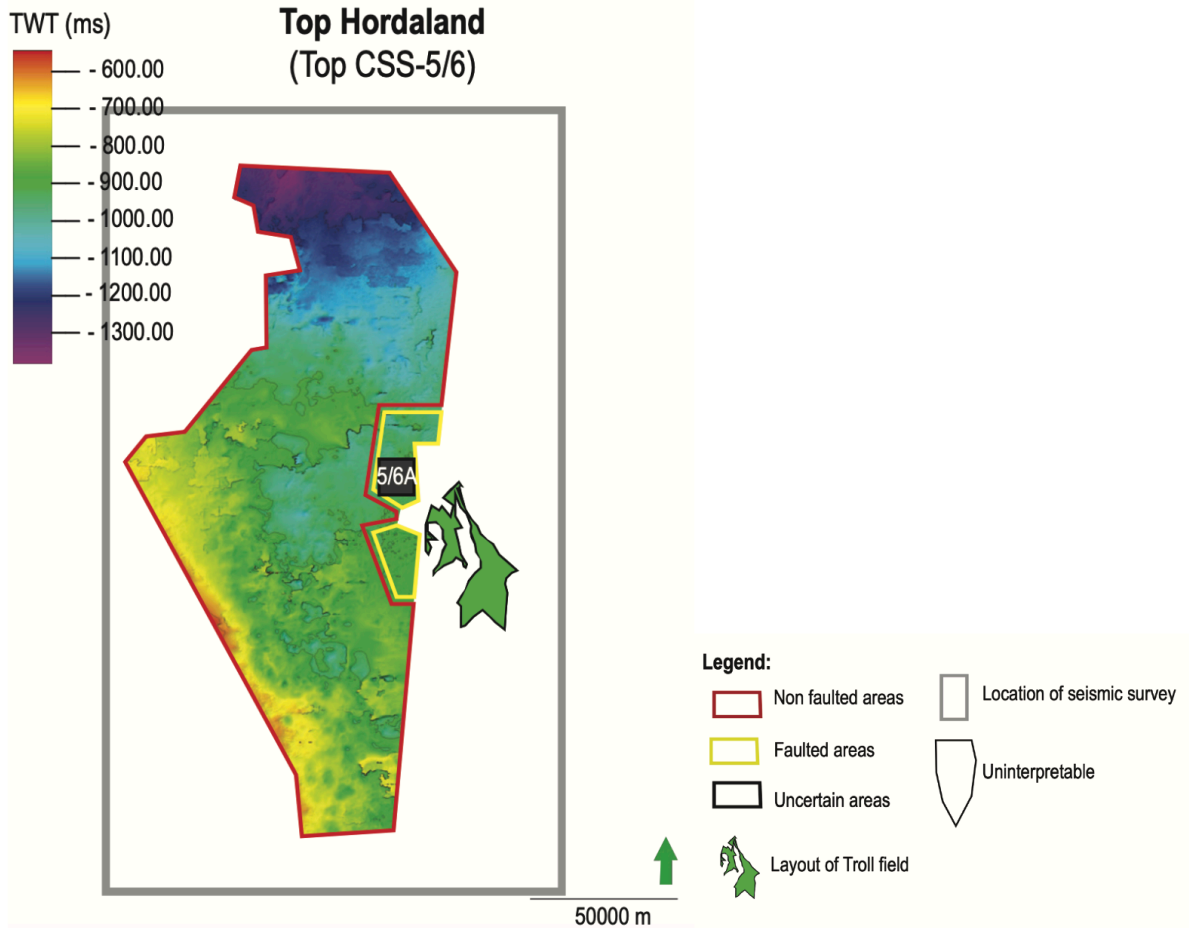 TWT (ms)
Top Hordaland
(Top CSS-5/6)
- 600.00
- 700.00
- 800.00
- 900.00
- 1000.00
- 1100.00
- 1200.00
- 1300.00
5/6A
Legend:
Non faulted areas
Location of seismic survey
Faulted areas
Uninterpretable
Uncertain areas
Layout of Troll field
50000 m